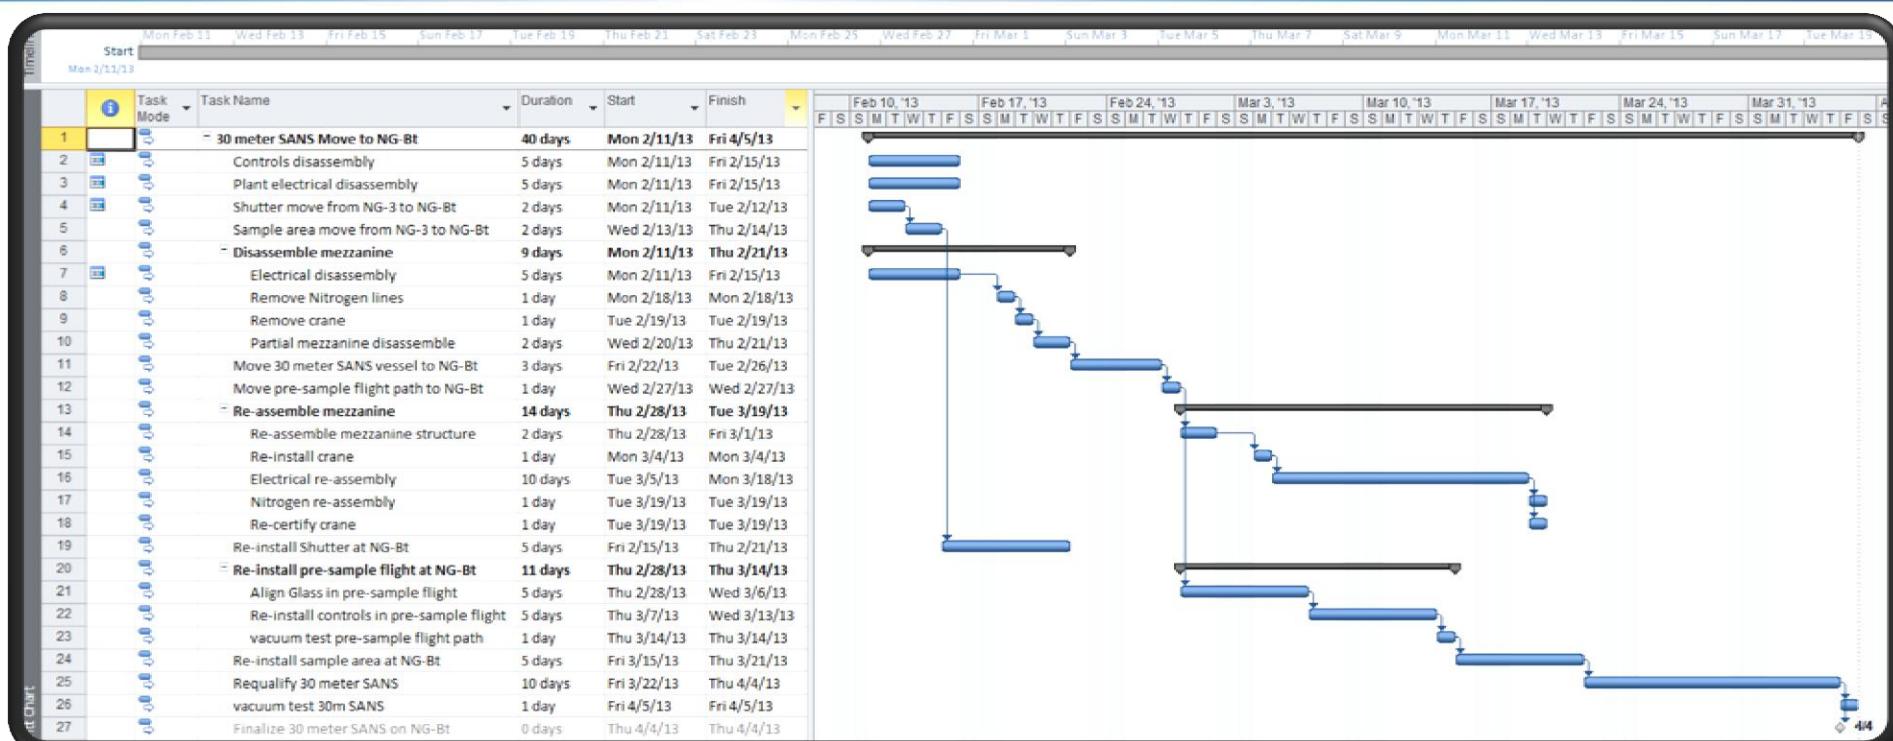 Mon Feb 11 Wed Feb 13 Fri Feb 15 Sun Feb 17 Tue Feb 19 Thu Feb 21 Sat Feb 23 Mon Feb 25 Wed Feb 27 Fri Mar 1 Sun Mar 3 Tue Mar 5 Thu Mar 7 Sat Mar 9 Mon Mar 11 Wed Mar 13 Fri Mar 15 Sun Mar 17 Tue Mar 19
Start
Mon 2/11/13
Task Mode Task Name Duration Start Finish Feb 10, '13 Feb 17, '13 Feb 24, '13 Mar 3, '13 Mar 10, '13 Mar 17, '13 Mar 24, '13 Mar 31, '13 A
F S S M T W T F S S M T W T F S S M T W T F S S M T W T F S S M T W T F S S M T W T F S S M T W T F S S M T W T F S
1 30 meter SANS Move to NG-Bt 40 days Mon 2/11/13 Fri 4/5/13
2 Controls disassembly 5 days Mon 2/11/13 Fri 2/15/13
3 Plant electrical disassembly 5 days Mon 2/11/13 Fri 2/15/13
4 Shutter move from NG-3 to NG-Bt 2 days Mon 2/11/13 Tue 2/12/13
5 Sample area move from NG-3 to NG-Bt 2 days Wed 2/13/13 Thu 2/14/13
6 Disassemble mezzanine 9 days Mon 2/11/13 Thu 2/21/13
7 Electrical disassembly 5 days Mon 2/11/13 Fri 2/15/13
8 Remove Nitrogen lines 1 day Mon 2/18/13 Mon 2/18/13
9 Remove crane 1 day Tue 2/19/13 Tue 2/19/13
10 Partial mezzanine disassemble 2 days Wed 2/20/13 Thu 2/21/13
11 Move 30 meter SANS vessel to NG-Bt 3 days Fri 2/22/13 Tue 2/26/13
12 Move pre-sample flight path to NG-Bt 1 day Wed 2/27/13 Wed 2/27/13
13 Re-assemble mezzanine 14 days Thu 2/28/13 Tue 3/19/13
14 Re-assemble mezzanine structure 2 days Thu 2/28/13 Fri 3/1/13
15 Re-install crane 1 day Mon 3/4/13 Mon 3/4/13
16 Electrical re-assembly 10 days Tue 3/5/13 Mon 3/18/13
17 Nitrogen re-assembly 1 day Tue 3/19/13 Tue 3/19/13
18 Re-certify crane 1 day Tue 3/19/13 Tue 3/19/13
19 Re-install Shutter at NG-Bt 5 days Fri 2/15/13 Thu 2/21/13
20 Re-install pre-sample flight at NG-Bt 11 days Thu 2/28/13 Thu 3/14/13
21 Align Glass in pre-sample flight 5 days Thu 2/28/13 Wed 3/6/13
22 Re-install controls in pre-sample flight 5 days Thu 3/7/13 Wed 3/13/13
23 vacuum test pre-sample flight path 1 day Thu 3/14/13 Thu 3/14/13
24 Re-install sample area at NG-Bt 5 days Fri 3/15/13 Thu 3/21/13
25 Requalify 30 meter SANS 10 days Fri 3/22/13 Thu 4/4/13
26 vacuum test 30m SANS 1 day Fri 4/5/13 Fri 4/5/13
27 Finalize 30 meter SANS on NG-Bt 0 days Thu 4/4/13 Thu 4/4/13 4/4